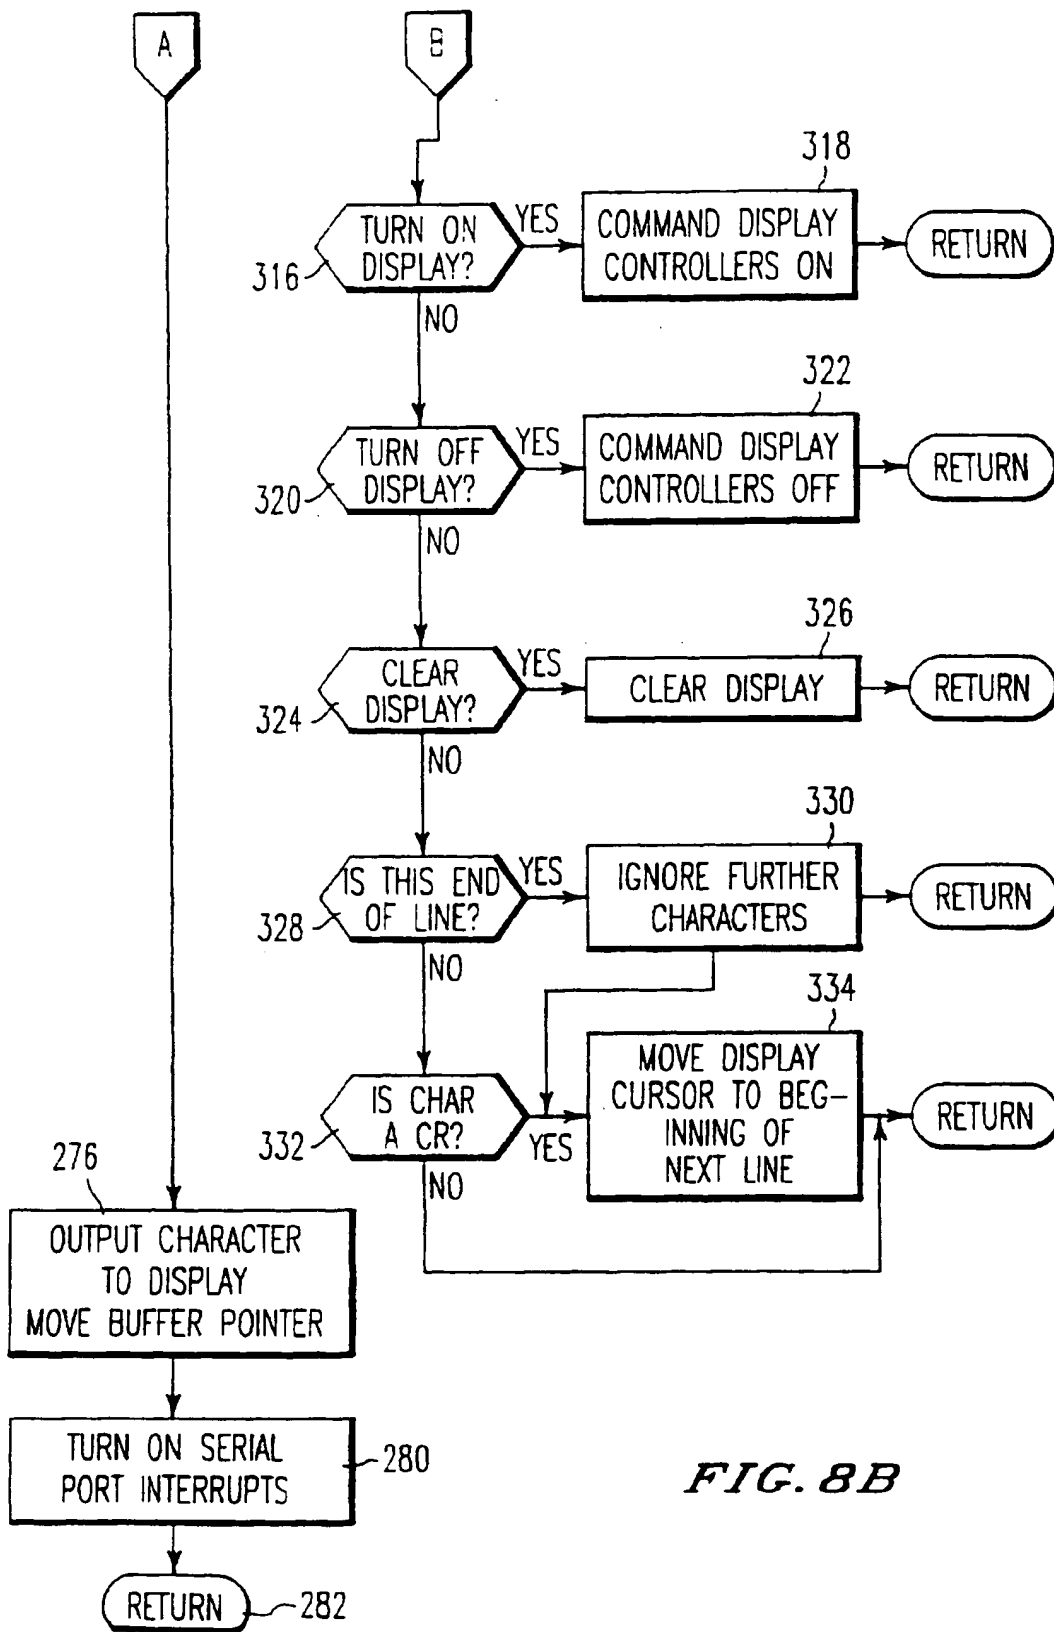 A
B
318
TURN ON
DISPLAY?
316
YES
NO
COMMAND DISPLAY
CONTROLLERS ON
RETURN
322
TURN OFF
DISPLAY?
320
YES
NO
COMMAND DISPLAY
CONTROLLERS OFF
RETURN
326
CLEAR
DISPLAY?
324
YES
NO
CLEAR DISPLAY
RETURN
330
IS THIS END
OF LINE?
328
YES
NO
IGNORE FURTHER
CHARACTERS
RETURN
334
IS CHAR
A CR?
332
YES
NO
MOVE DISPLAY
CURSOR TO BEG-
INNING OF
NEXT LINE
RETURN
276
OUTPUT CHARACTER
TO DISPLAY
MOVE BUFFER POINTER
TURN ON SERIAL
PORT INTERRUPTS
280
RETURN
282
FIG. 8B